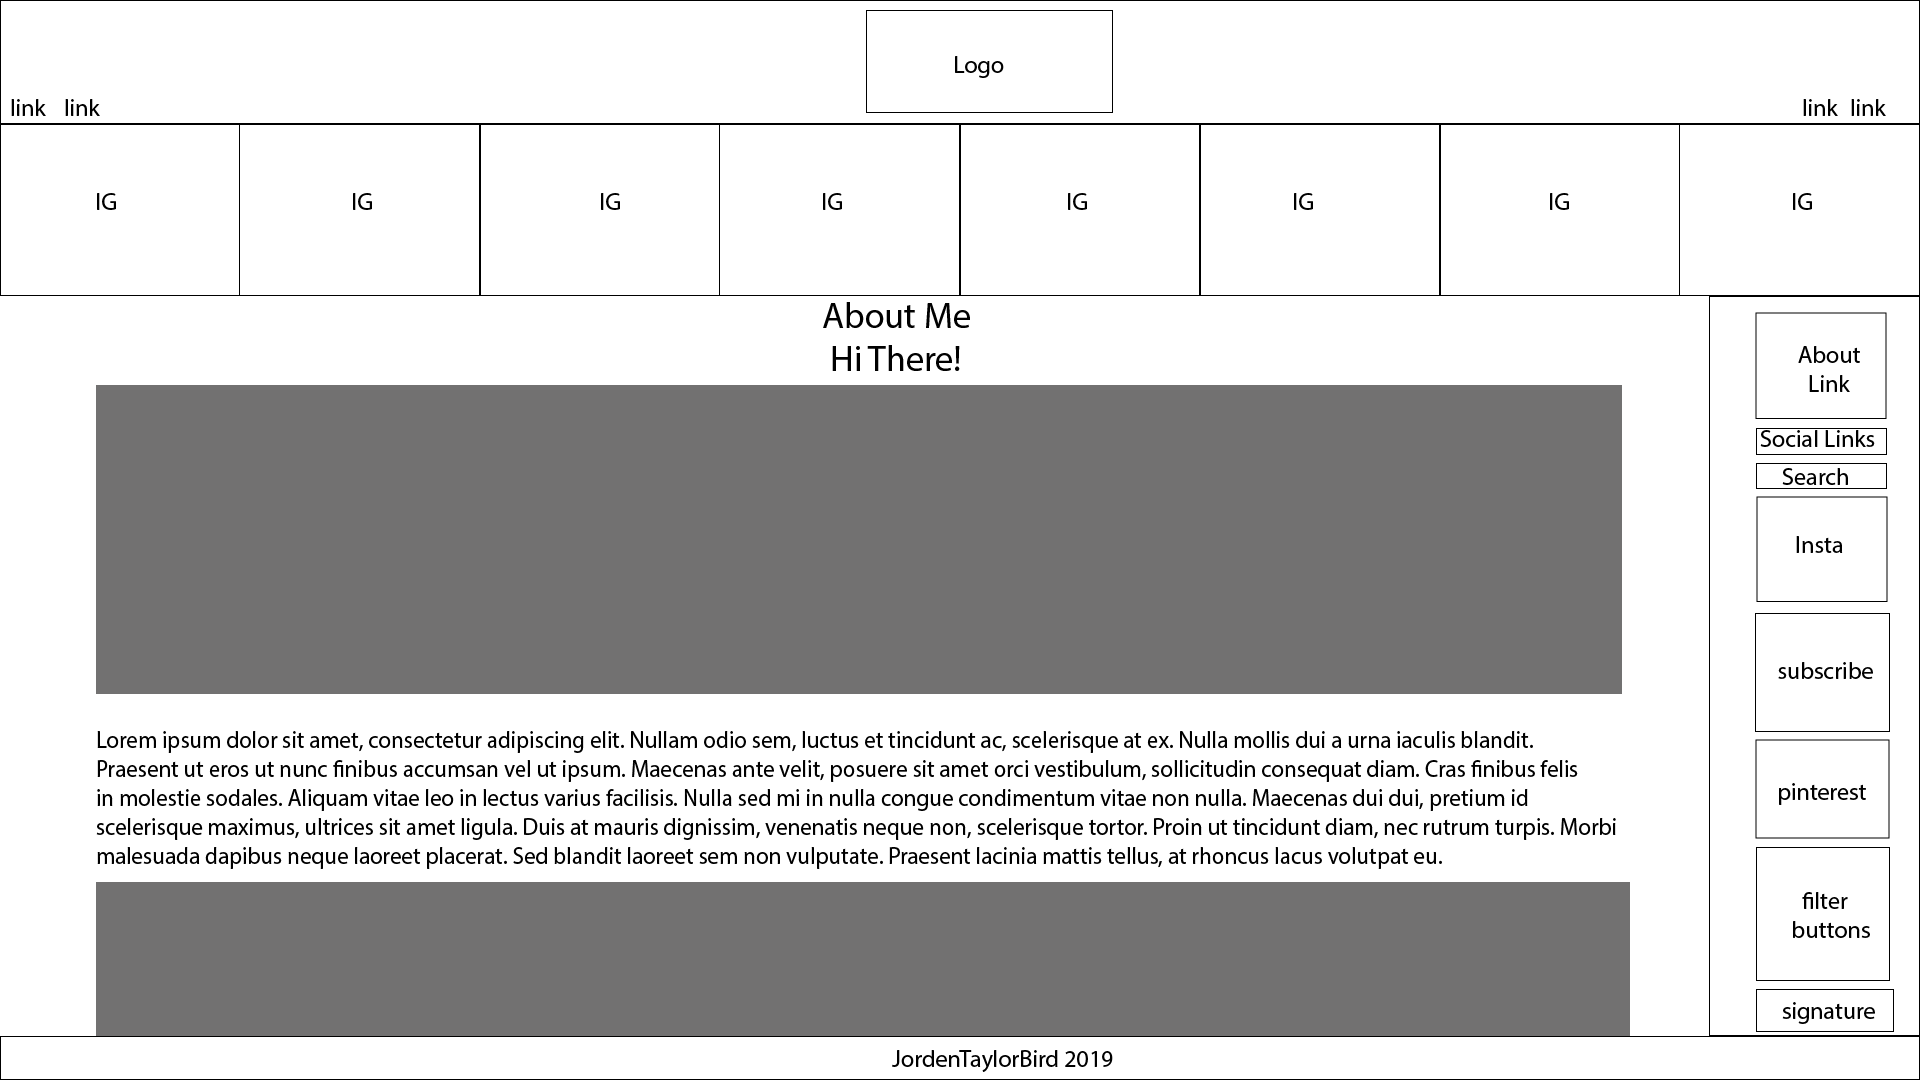 Logo
link link
link link
IG
IG
IG
IG
IG
IG
IG
IG
About Me
Hi There!
Lorem ipsum dolor sit amet, consectetur adipiscing elit. Nullam odio sem, luctus et tincidunt ac, scelerisque at ex. Nulla mollis dui a urna iaculis blandit.
Praesent ut eros ut nunc finibus accumsan vel ut ipsum. Maecenas ante velit, posuere sit amet orci vestibulum, sollicitudin consequat diam. Cras finibus felis
in molestie sodales. Aliquam vitae leo in lectus varius facilisis. Nulla sed mi in nulla congue condimentum vitae non nulla. Maecenas dui dui, pretium id
scelerisque maximus, ultrices sit amet ligula. Duis at mauris dignissim, venenatis neque non, scelerisque tortor. Proin ut tincidunt diam, nec rutrum turpis. Morbi
malesuada dapibus neque laoreet placerat. Sed blandit laoreet sem non vulputate. Praesent lacinia mattis tellus, at rhoncus lacus volutpat eu.
About
Link
Social Links
Search
Insta
subscribe
pinterest
filter
buttons
signature
JordenTaylorBird 2019